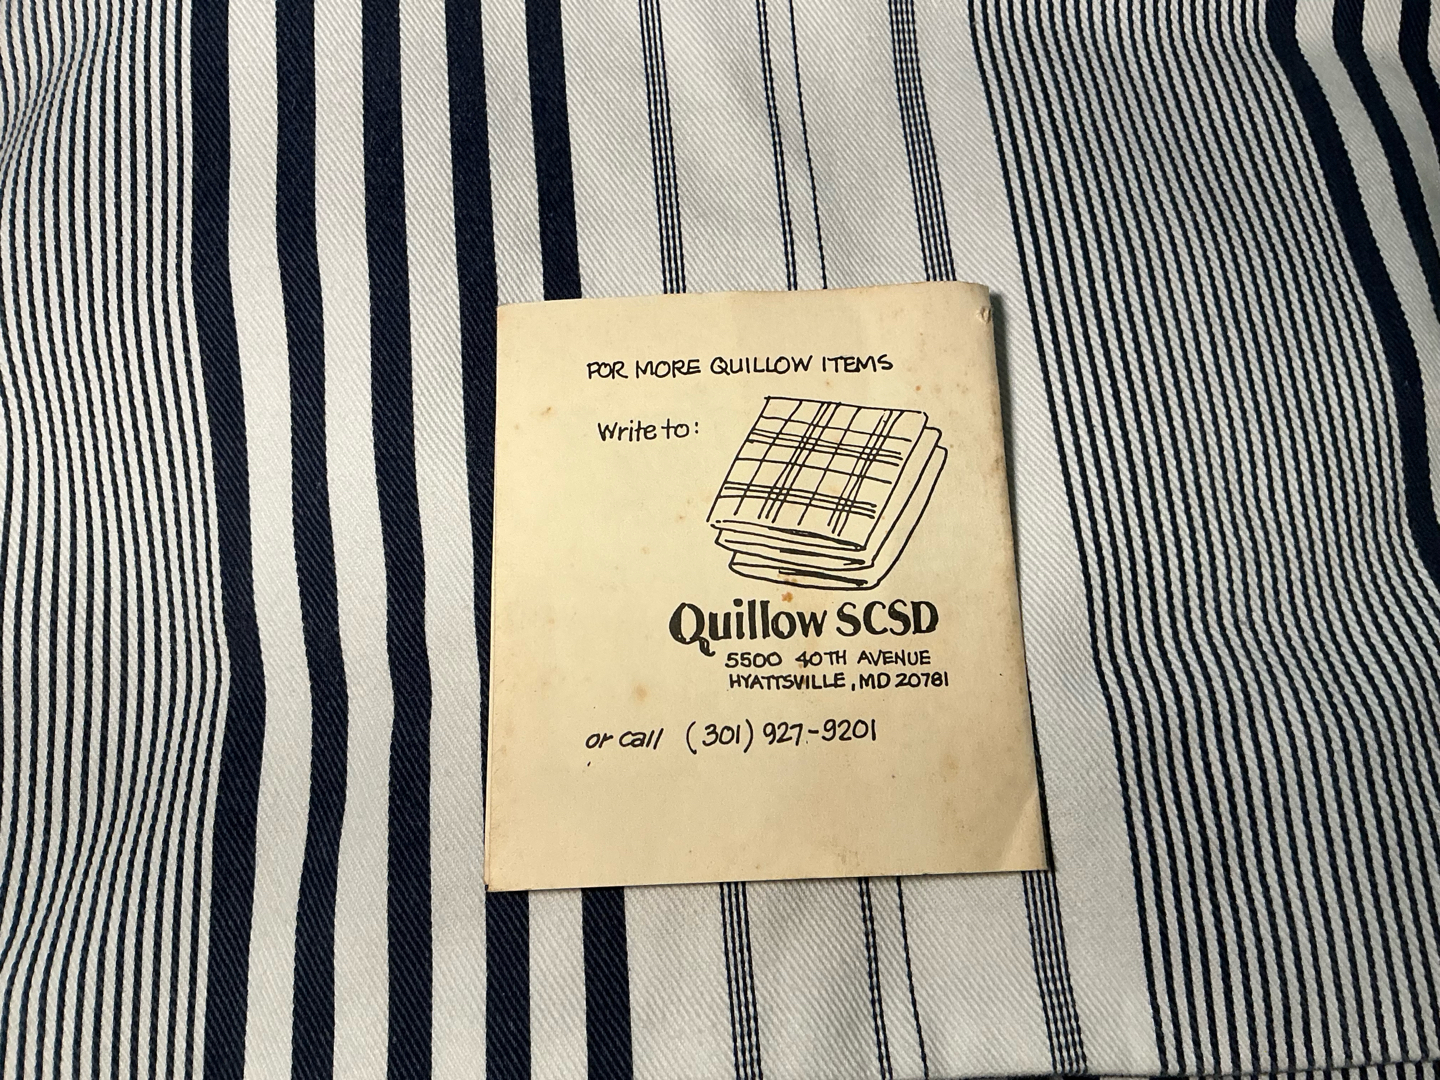 FOR MORE QUILLOW ITEMS
Write to:
Quillow SCSD
5500 40TH AVENUE
HYATTSVILLE, MD 20781
or call (301) 927-9201